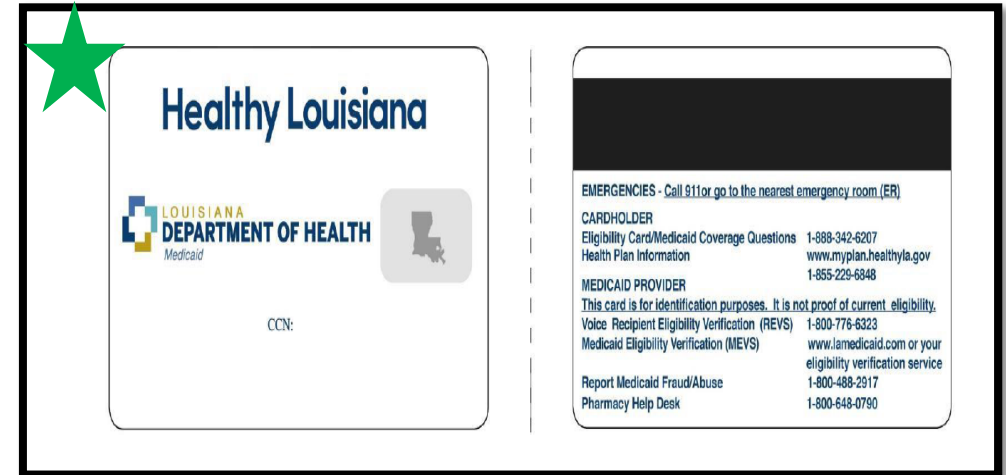 Healthy Louisiana
LOUISIANA
DEPARTMENT OF HEALTH
Medicaid
CCN:
EMERGENCIES - Call 911or go to the nearest emergency room (ER)
CARDHOLDER
Eligibility Card/Medicaid Coverage Questions 1-888-342-6207
Health Plan Information www.myplan.healthyla.gov
1-855-229-6848
MEDICAID PROVIDER
This card is for identification purposes. It is not proof of current eligibility.
Voice Recipient Eligibility Verification (REVS) 1-800-776-6323
Medicaid Eligibility Verification (MEVS) www.lamedicaid.com or your
eligibility verification service
Report Medicaid Fraud/Abuse 1-800-488-2917
Pharmacy Help Desk 1-800-648-0790